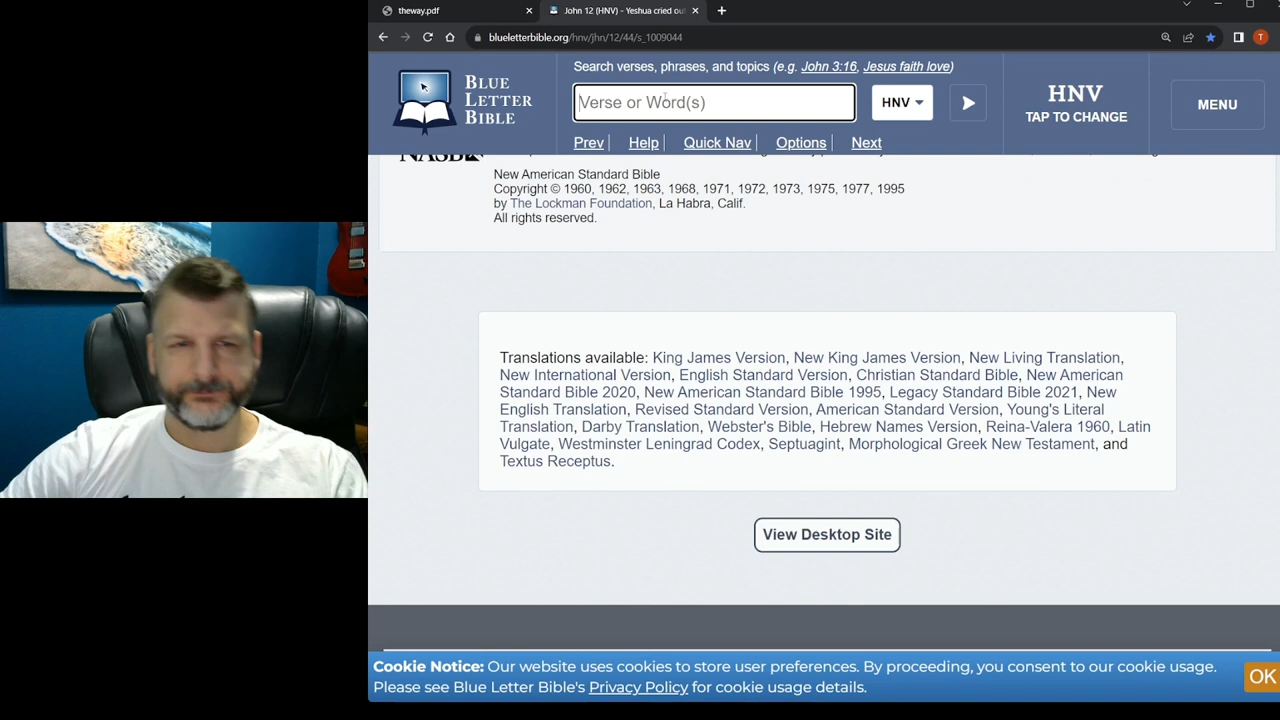 theway.pdf
John 12 (HNV) - Yeshua cried out
blueletterbible.org/hnv/jhn/12/44/s_1009044
T
BLUE
LETTER
BIBLE
Search verses, phrases, and topics (e.g. John 3:16, Jesus faith love)
Verse or Word(s)
HNV
HNV
TAP TO CHANGE
MENU
Prev
Help
Quick Nav
Options
Next
NASB
New American Standard Bible
Copyright © 1960, 1962, 1963, 1968, 1971, 1972, 1973, 1975, 1977, 1995
by The Lockman Foundation, La Habra, Calif.
All rights reserved.
Translations available: King James Version, New King James Version, New Living Translation,
New International Version, English Standard Version, Christian Standard Bible, New American
Standard Bible 2020, New American Standard Bible 1995, Legacy Standard Bible 2021, New
English Translation, Revised Standard Version, American Standard Version, Young's Literal
Translation, Darby Translation, Webster's Bible, Hebrew Names Version, Reina-Valera 1960, Latin
Vulgate, Westminster Leningrad Codex, Septuagint, Morphological Greek New Testament, and
Textus Receptus.
View Desktop Site
Cookie Notice: Our website uses cookies to store user preferences. By proceeding, you consent to our cookie usage.
Please see Blue Letter Bible's Privacy Policy for cookie usage details.
OK